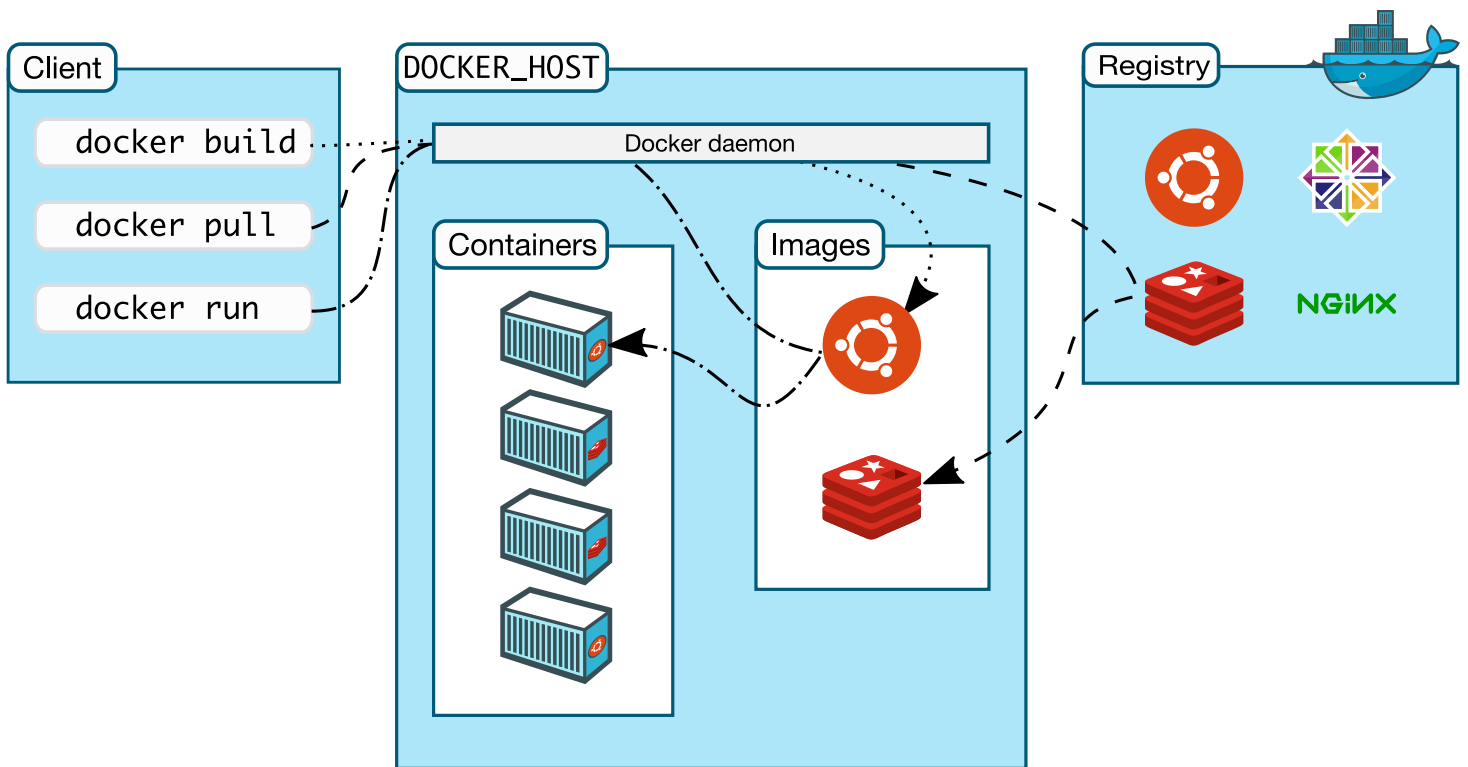 Client
docker build
docker pull
docker run
DOCKER_HOST
Docker daemon
Containers
Images
Registry
NGiNX